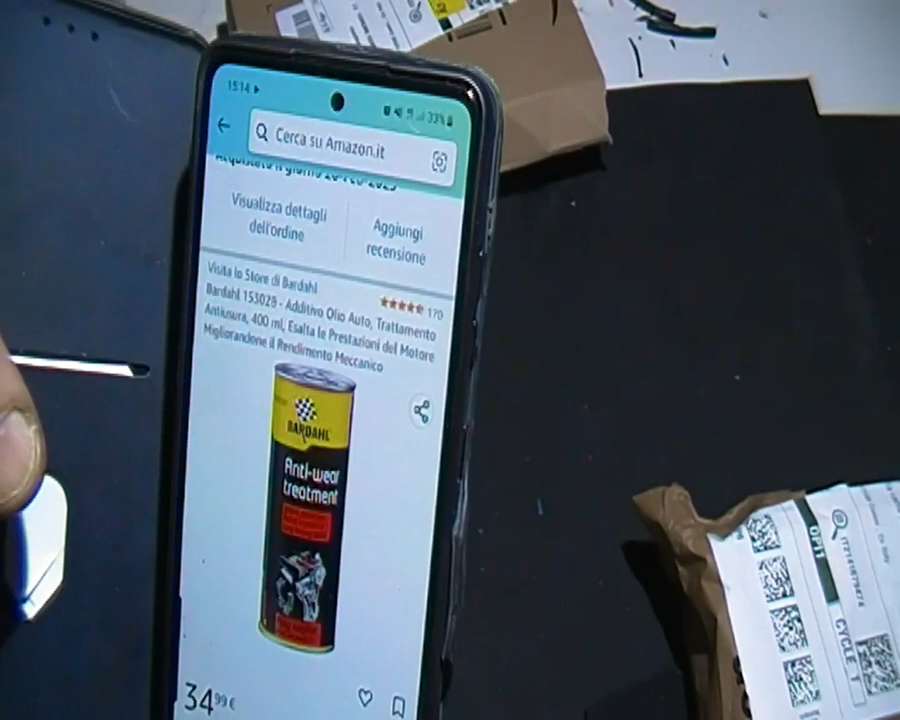 15:14
33%
Cerca su Amazon.it
Visualizza dettagli
dell'ordine
Aggiungi
recensione
Visita lo Store di Bardahl
170
Bardahl 153028 - Additivo Olio Auto, Trattamento
Antiusura, 400 ml, Esalta le Prestazioni del Motore
Migliorandone il Rendimento Meccanico
BARDAHL
Anti-wear
treatment
34 99 €
CYCLE 1